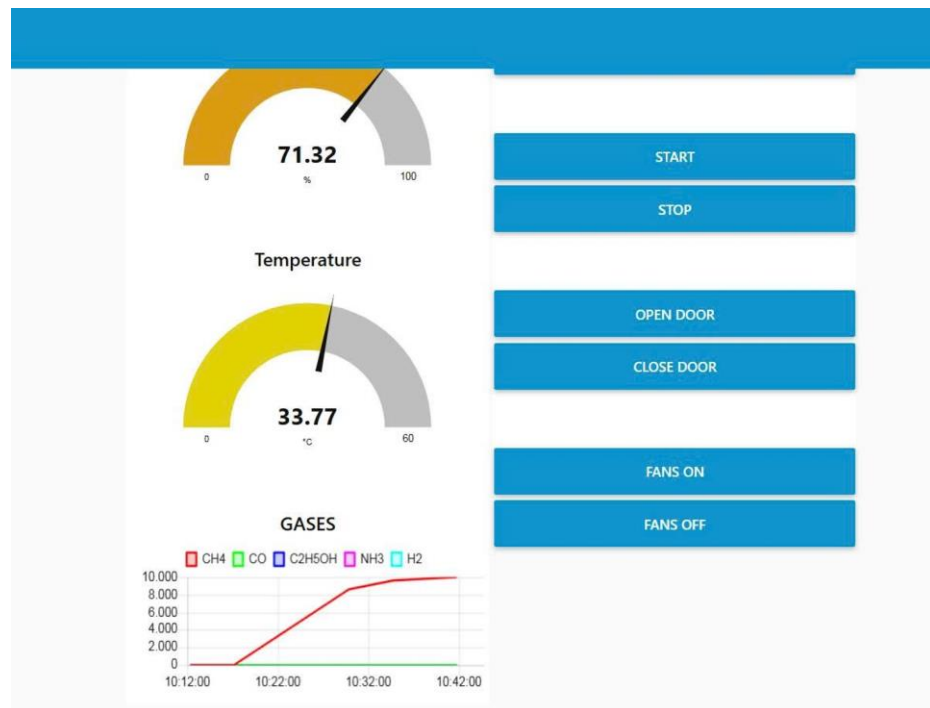 71.32
0
%
100
START
STOP
Temperature
OPEN DOOR
CLOSE DOOR
33.77
0
°C
60
FANS ON
FANS OFF
GASES
CH4 CO C2H5OH NH3 H2
10.000
8.000
6.000
4.000
2.000
0
10:12:00 10:22:00 10:32:00 10:42:00